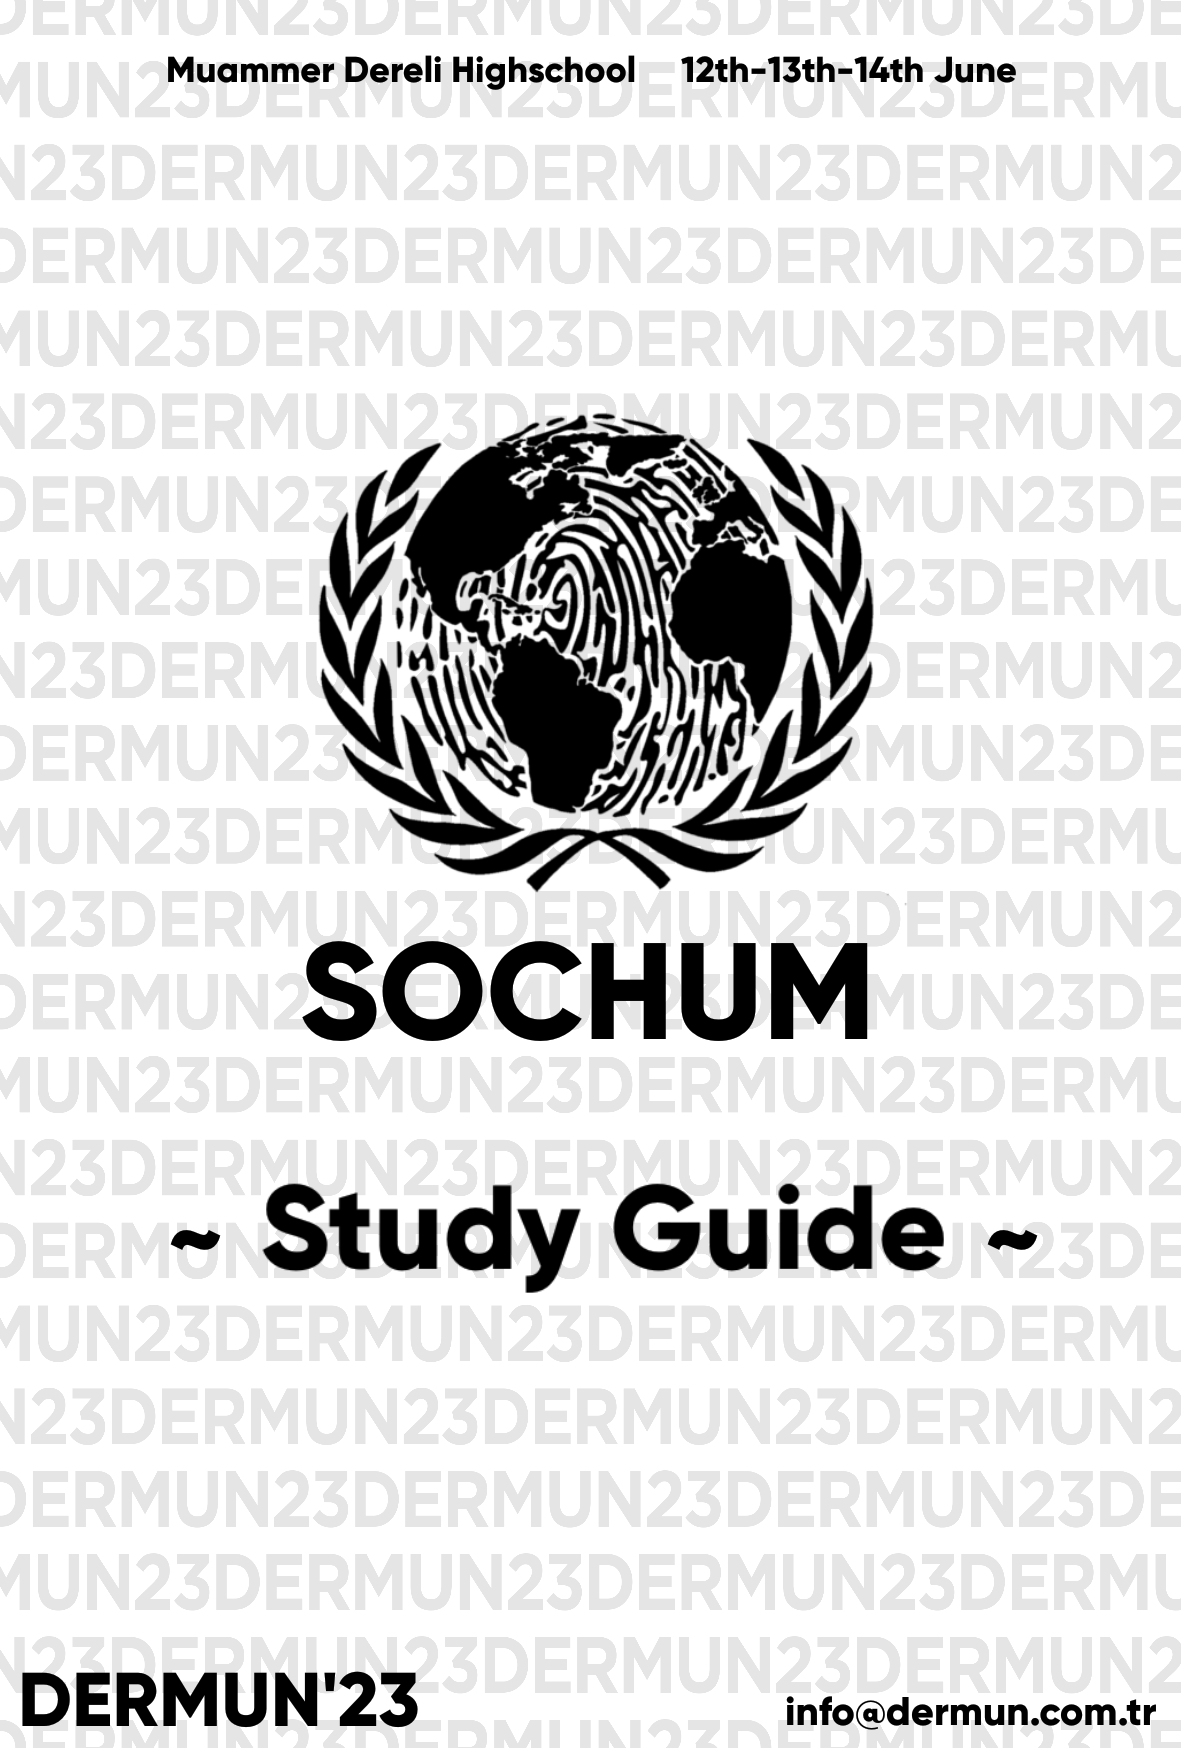 Muammer Dereli Highschool 12th-13th-14th June
SOCHUM
~ Study Guide ~
DERMUN'23
info@dermun.com.tr